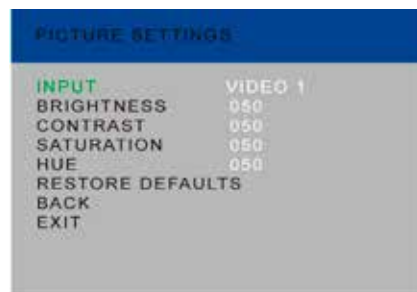 PICTURE SETTINGS
INPUT VIDEO 1
BRIGHTNESS 050
CONTRAST 050
SATURATION 050
HUE 050
RESTORE DEFAULTS
BACK
EXIT